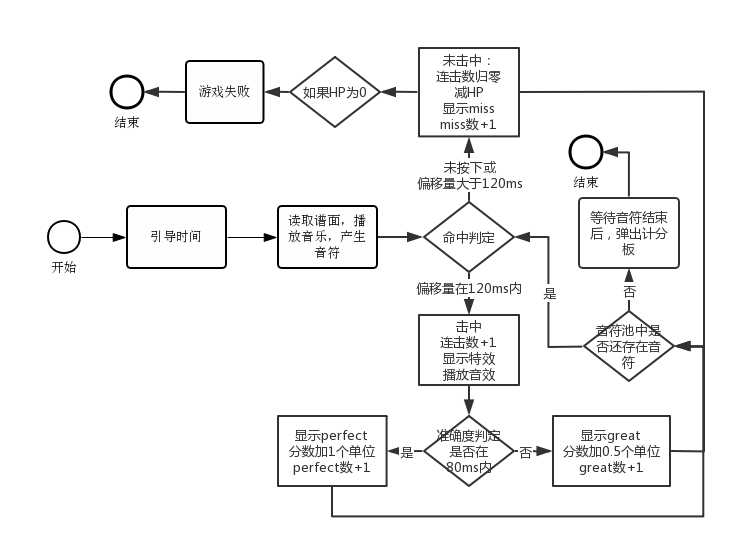 未击中：
连击数归零
减HP
显示miss
miss数+1
如果HP为0
游戏失败
结束
未按下或
偏移量大于120ms
结束
开始
引导时间
读取谱面，播
放音乐，产生
音符
命中判定
等待音符结束
后，弹出计分
板
偏移量在120ms内
是
否
击中
连击数+1
显示特效
播放音效
音符池中是
否还存在音
符
显示perfect
分数加1个单位
perfect数+1
是
准确度判定
是否在
80ms内
否
显示great
分数加0.5个单位
great数+1